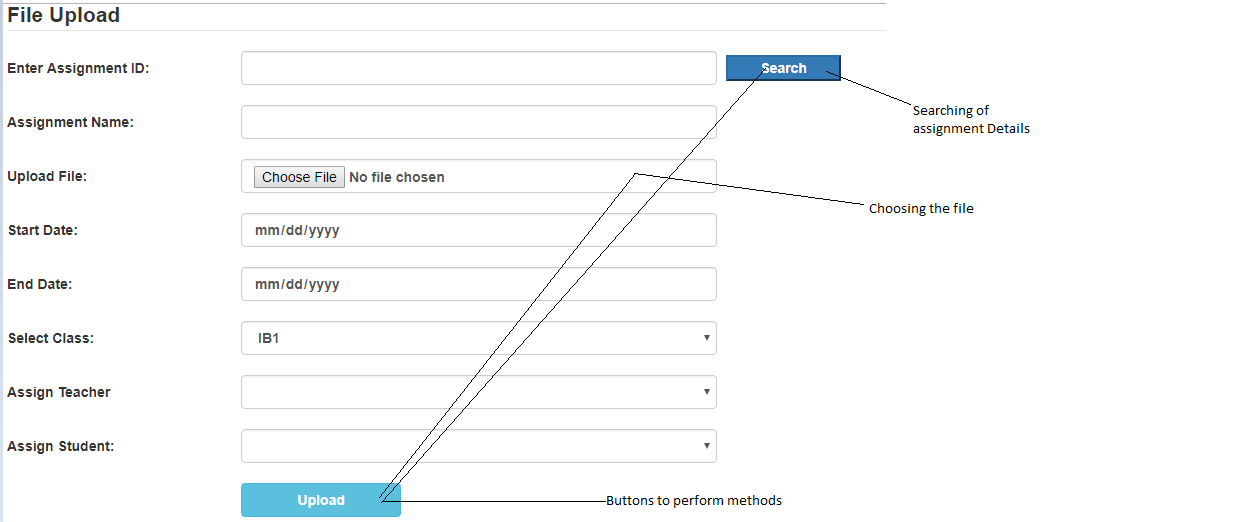 File Upload
Enter Assignment ID:
Search
Searching of
assignment Details
Assignment Name:
Upload File:
Choose File No file chosen
Choosing the file
Start Date:
mm/dd/yyyy
End Date:
mm/dd/yyyy
Select Class:
IB1
Assign Teacher
Assign Student:
Upload
Buttons to perform methods